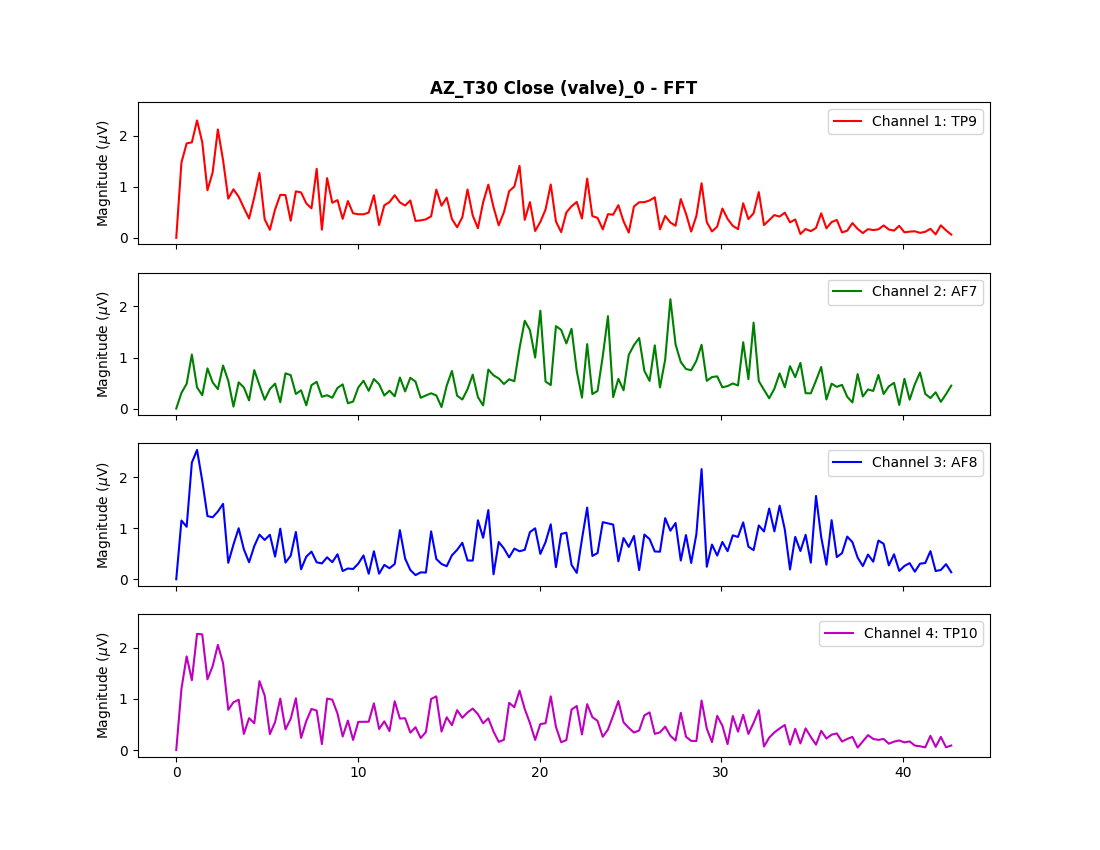 AZ_T30 Close (valve)_0 - FFT
Magnitude (μV)
2
1
0
Channel 1: TP9
Magnitude (μV)
2
1
0
Channel 2: AF7
Magnitude (μV)
2
1
0
Channel 3: AF8
Magnitude (μV)
2
1
0
Channel 4: TP10
0 10 20 30 40